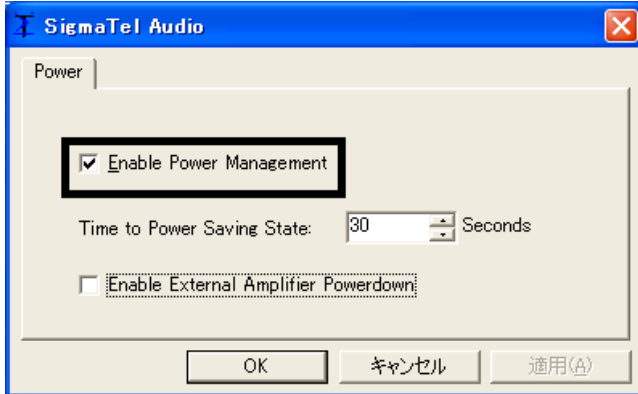 SigmaTel Audio
Power
Enable Power Management
Time to Power Saving State: 30 Seconds
Enable External Amplifier Powerdown
OK キャンセル 適用(A)